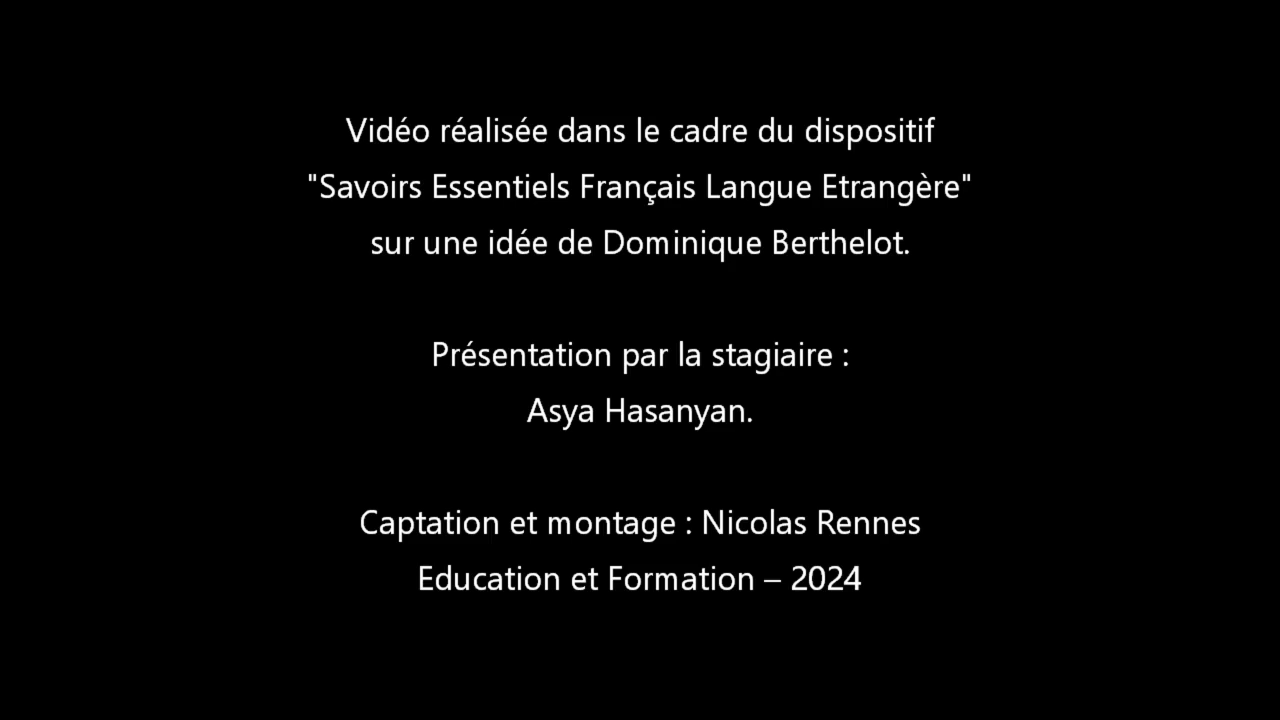 Vidéo réalisée dans le cadre du dispositif
"Savoirs Essentiels Français Langue Etrangère"
sur une idée de Dominique Berthelot.
Présentation par la stagiaire :
Asya Hasanyan.
Captation et montage : Nicolas Rennes
Education et Formation – 2024